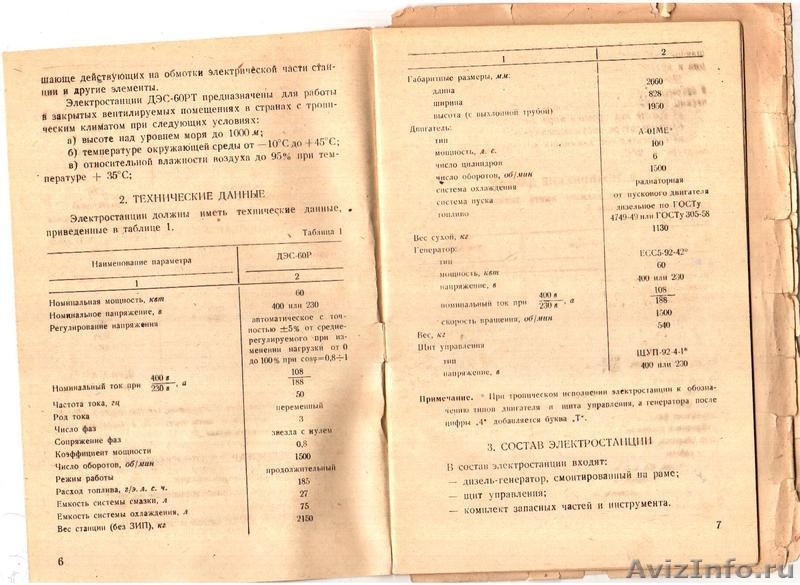 шающе действующих на обмотки электрической части стан-
ции и другие элементы.
Электростанции ДЭС-60РТ предназначены для работы
в закрытых вентилируемых помещениях в странах с тропи-
ческим климатом при следующих условиях:
а) высоте над уровнем моря до 1000 м;
б) температуре окружающей среды от —10°С до +45°С;
в) относительной влажности воздуха до 95% при тем-
пературе + 35°С;
2. ТЕХНИЧЕСКИЕ ДАННЫЕ
Электростанции должны иметь технические данные,
приведенные в таблице 1.
Таблица 1
Наименование параметра ДЭС-60Р
1 2
Номинальная мощность, квт 60
Номинальное напряжение, в 400 или 230
Регулирование напряжения автоматическое с точ-
ностью ±5% от средне-
регулируемого при из-
менении нагрузки от 0
до 100% при cosφ=0,8÷1
Номинальный ток при 400 в / 230 в, а 108 / 188
Частота тока, гц 50
Род тока переменный
Число фаз 3
Сопряжение фаз звезда с нулем
Коэффициент мощности 0,8
Число оборотов, об/мин 1500
Режим работы продолжительный
Расход топлива, г/э. л. с. ч. 185
Емкость системы смазки, л 27
Емкость системы охлаждения, л 75
Вес станции (без ЗИП), кг 2150
6
1 2
Габаритные размеры, мм:
длина 2660
ширина 828
высота (с выхлопной трубой) 1950
Двигатель:
тип А-01МЕ*
мощность, л. с. 100
число цилиндров 6
число оборотов, об/мин 1500
система охлаждения радиаторная
система пуска от пускового двигателя
топливо дизельное по ГОСТу
4749-49 или ГОСТу 305-58
Вес сухой, кг 1130
Генератор:
тип ЕСС5-92-42*
мощность, квт 60
напряжение, в 400 или 230
номинальный ток при 400 в / 230 в, а 108 / 188
скорость вращения, об/мин 1500
Вес, кг 540
Щит управления
тип ЩУП-92-4-I*
напряжение, в 400 или 230
Примечание. * При тропическом исполнении электростанции к обозна-
чению типов двигателя и щита управления, а генератора после
цифры „4" добавляется буква „Т".
3. СОСТАВ ЭЛЕКТРОСТАНЦИИ
В состав электростанции входят:
— дизель-генератор, смонтированный на раме;
— щит управления;
— комплект запасных частей и инструмента.
7
AvizInfo.ru